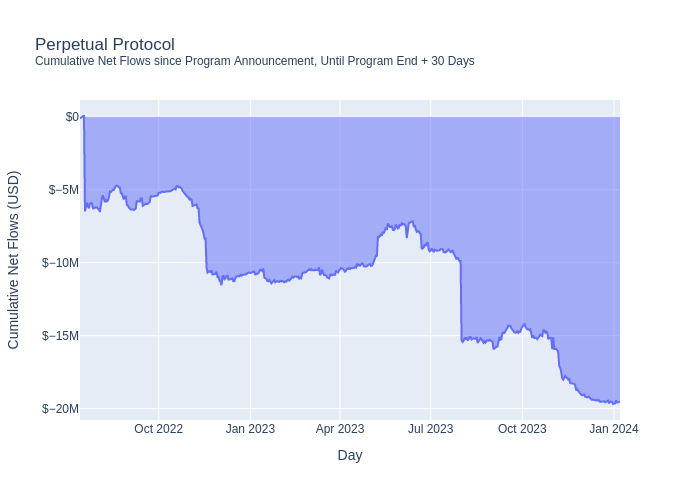 Perpetual Protocol
Cumulative Net Flows since Program Announcement, Until Program End + 30 Days
Cumulative Net Flows (USD)
$0
$−5M
$−10M
$−15M
$−20M
Oct 2022
Jan 2023
Apr 2023
Jul 2023
Oct 2023
Jan 2024
Day